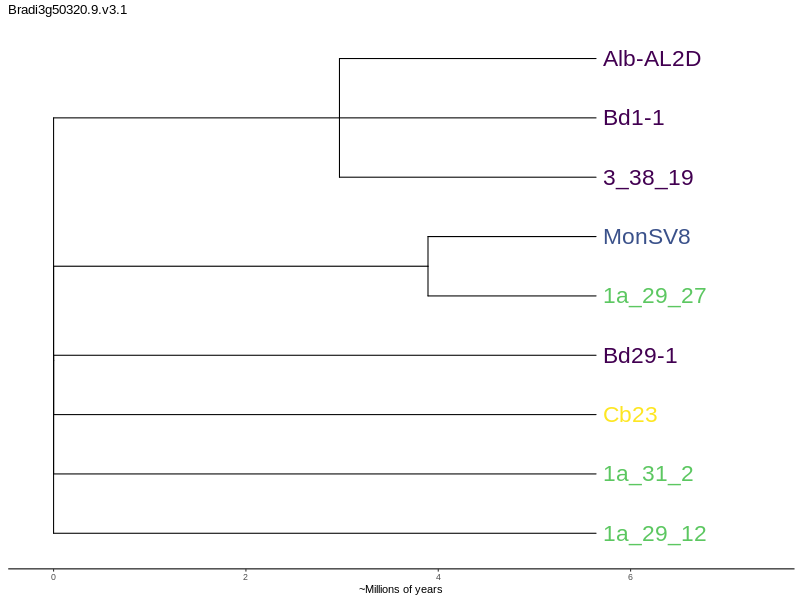 Bradi3g50320.9.v3.1
Alb-AL2D
Bd1-1
3_38_19
MonSV8
1a_29_27
Bd29-1
Cb23
1a_31_2
1a_29_12
0 2 4 6
~Millions of years